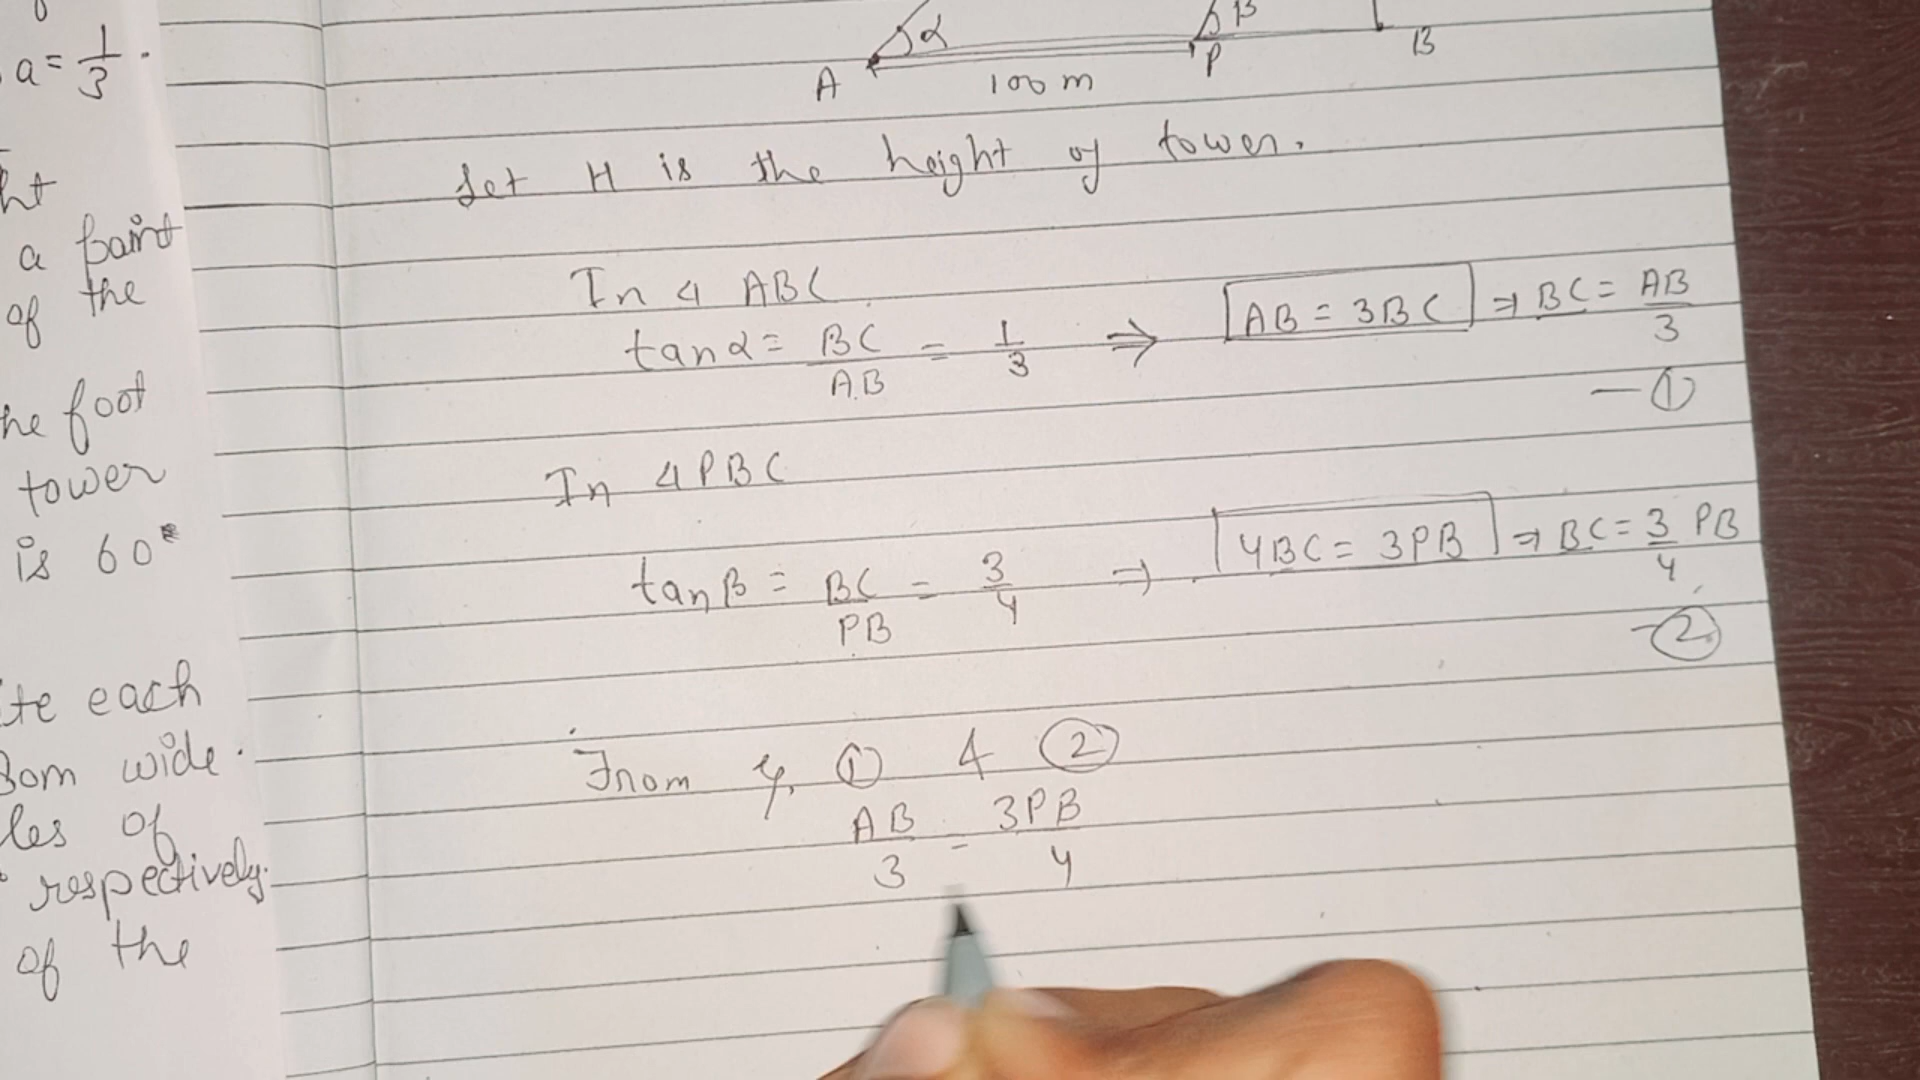 a = 1/3 .
a point
of the
he foot
tower
is 60°
te each
wide .
les of
respectively.
of the
α β
A 100 m P B
Let H is the height of tower.
In Δ ABC
tan α = BC/AB = 1/3 ⇒ AB = 3BC ⇒ BC = AB/3
— ①
In Δ PBC
tan β = BC/PB = 3/4 ⇒ 4BC = 3PB ⇒ BC = 3/4 PB
— ②
From ① & ②
AB/3 = 3PB/4